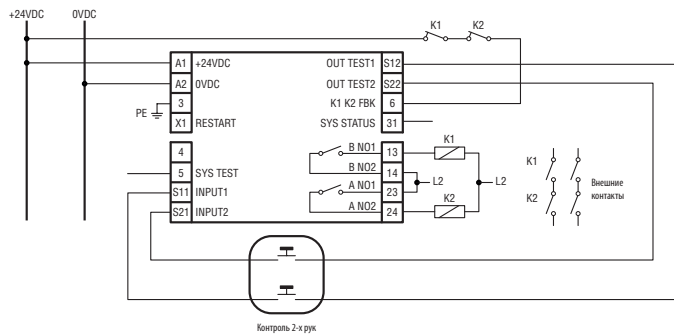 +24VDC 0VDC
K1 K2
A1 +24VDC OUT TEST1 S12
A2 0VDC OUT TEST2 S22
PE 3 K1 K2 FBK 6
X1 RESTART SYS STATUS 31
4 B NO1 13 K1
5 SYS TEST B NO2 14 L2 L2
S11 INPUT1 A NO1 23
S21 INPUT2 A NO2 24 K2
K1
K2
Внешние
контакты
Контроль 2-х рук